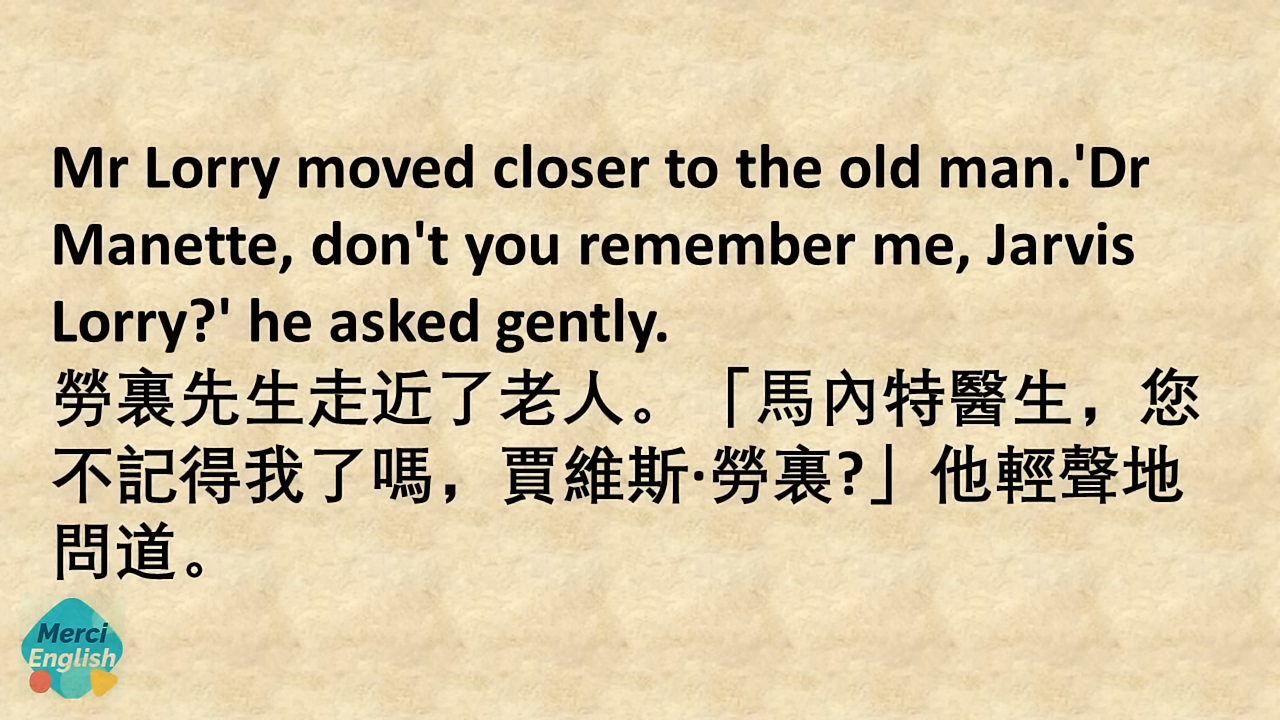 Mr Lorry moved closer to the old man.'Dr
Manette, don't you remember me, Jarvis
Lorry?' he asked gently.
勞裏先生走近了老人。「馬內特醫生，您
不記得我了嗎，賈維斯·勞裏?」他輕聲地
問道。
Merci
English